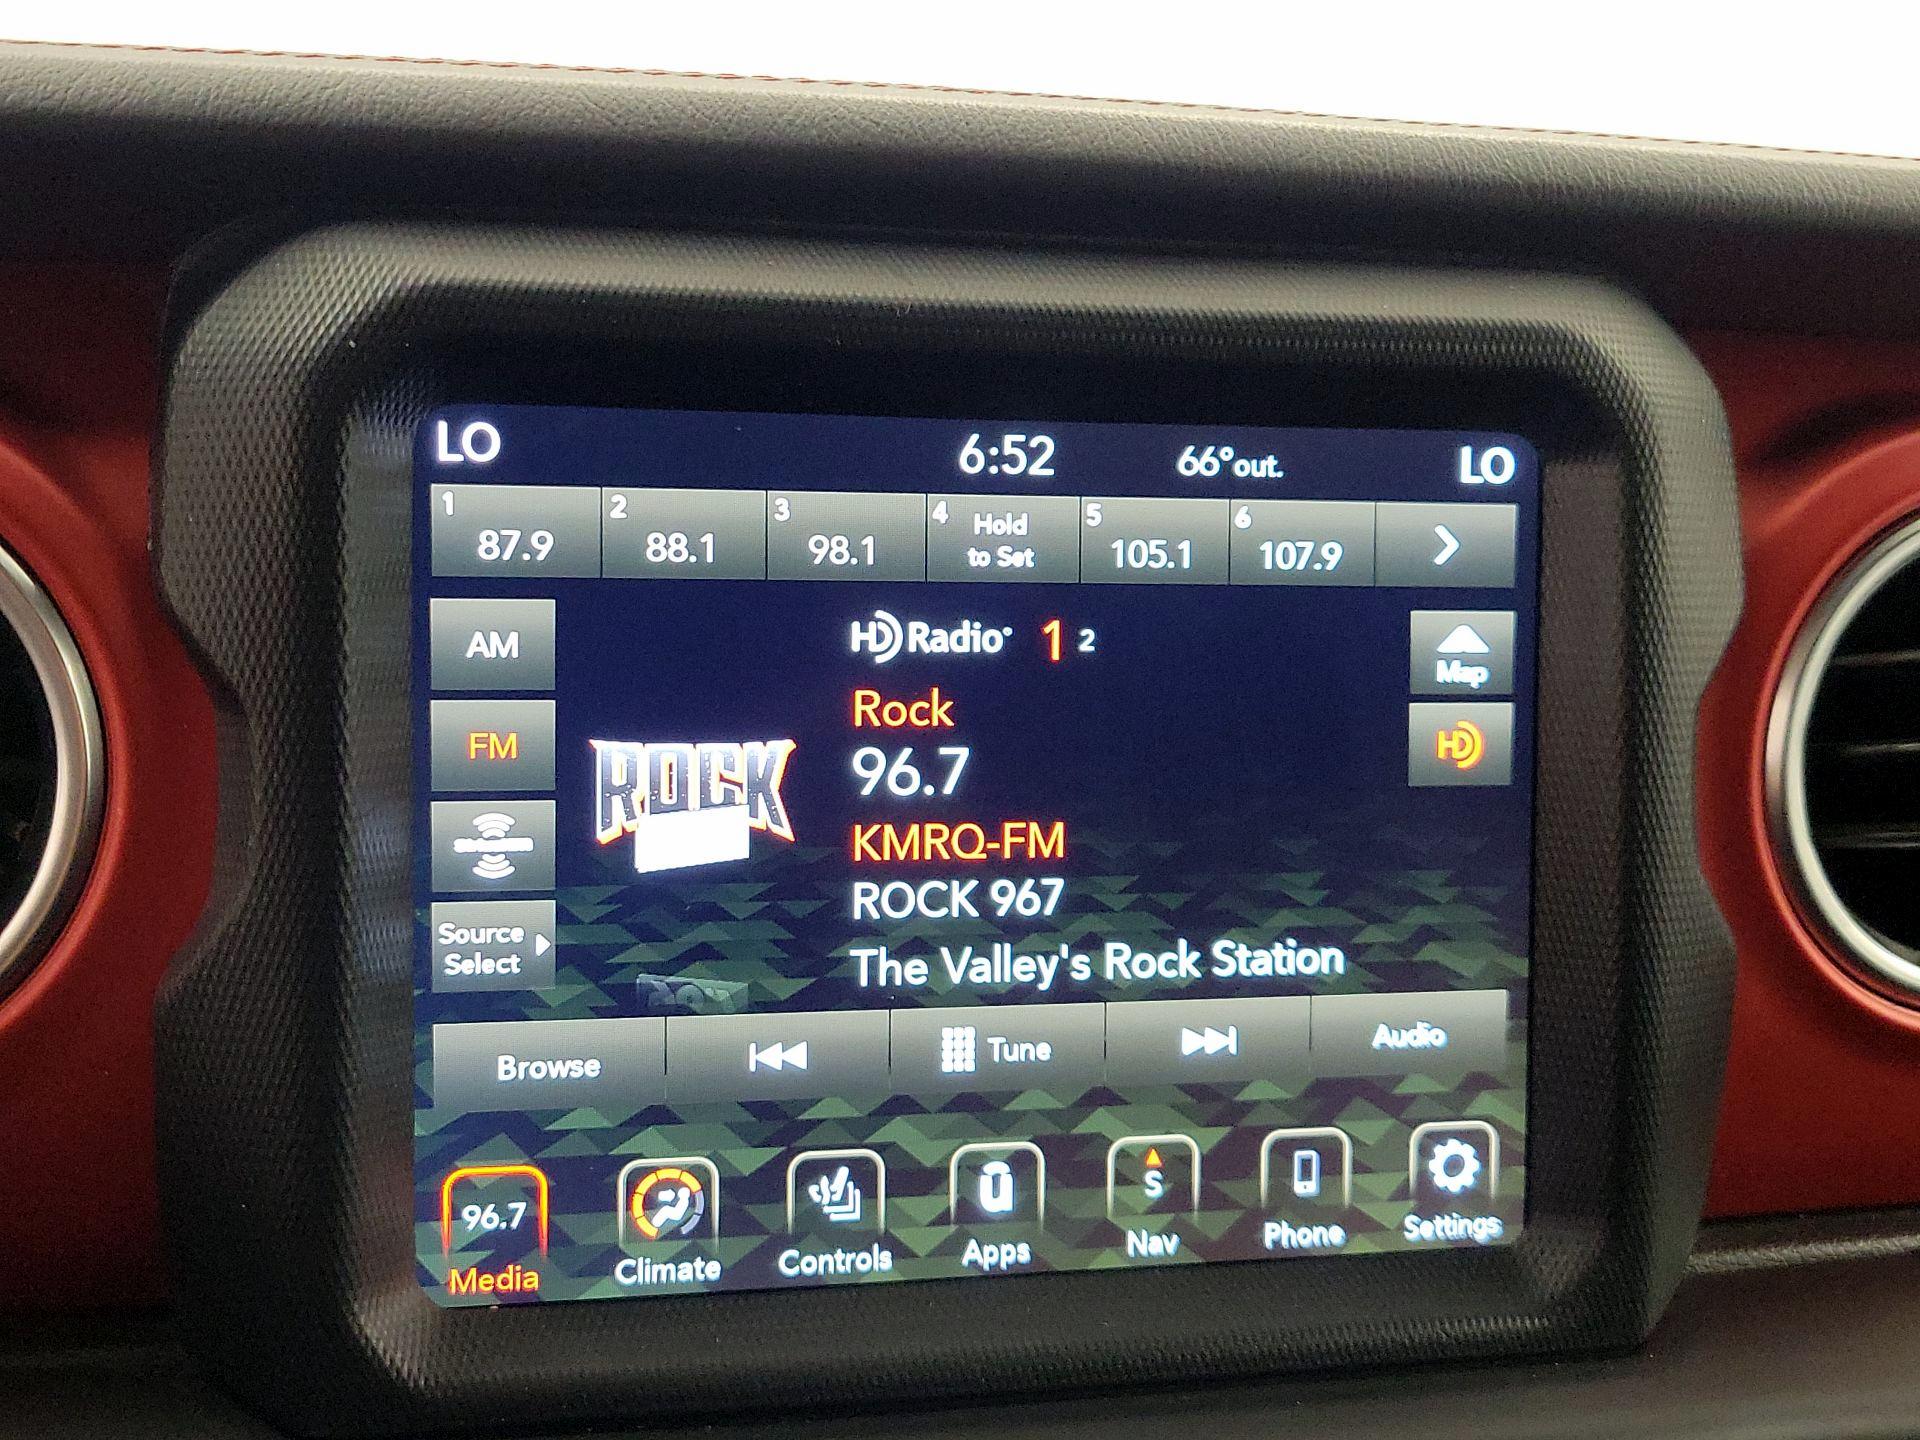 LO 6:52 66°out. LO
1 87.9
2 88.1
3 98.1
4 Hold
to Set
5 105.1
6 107.9
AM
FM
SiriusXM
Source
Select
HD Radio® 1 2
Rock
96.7
KMRQ-FM
ROCK 967
The Valley's Rock Station
ROCK
Map
HD
Browse
Tune
Audio
96.7
Media
Climate
Controls
Apps
S
Nav
Phone
Settings